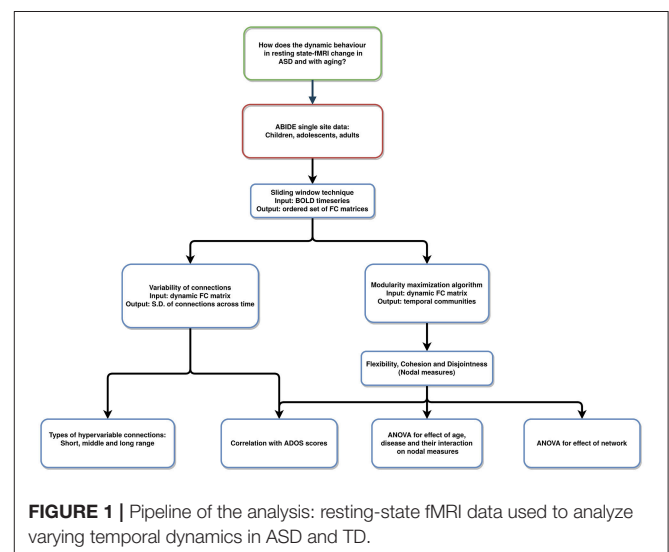 How does the dynamic behaviour
in resting state-fMRI change in
ASD and with aging?
ABIDE single site data:
Children, adolescents, adults
Sliding window technique
Input: BOLD timeseries
Output: ordered set of FC matrices
Variability of connections
Input: dynamic FC matrix
Output: S.D. of connections across time
Modularity maximization algorithm
Input: dynamic FC matrix
Output: temporal communities
Flexibility, Cohesion and Disjointness
(Nodal measures)
Types of hypervariable connections:
Short, middle and long range
Correlation with ADOS scores
ANOVA for effect of age,
disease and their interaction
on nodal measures
ANOVA for effect of network
FIGURE 1 | Pipeline of the analysis: resting-state fMRI data used to analyze
varying temporal dynamics in ASD and TD.